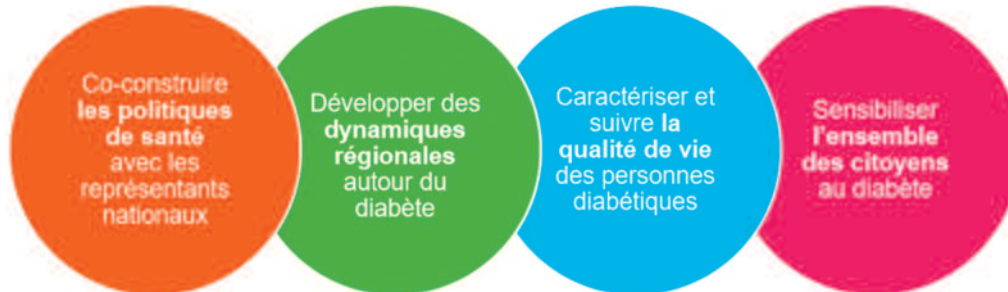 Co-construire
les politiques
de santé
avec les
représentants
nationaux
Développer des
dynamiques
régionales
autour du
diabète
Caractériser et
suivre la
qualité de vie
des personnes
diabétiques
Sensibiliser
l'ensemble
des citoyens
au diabète